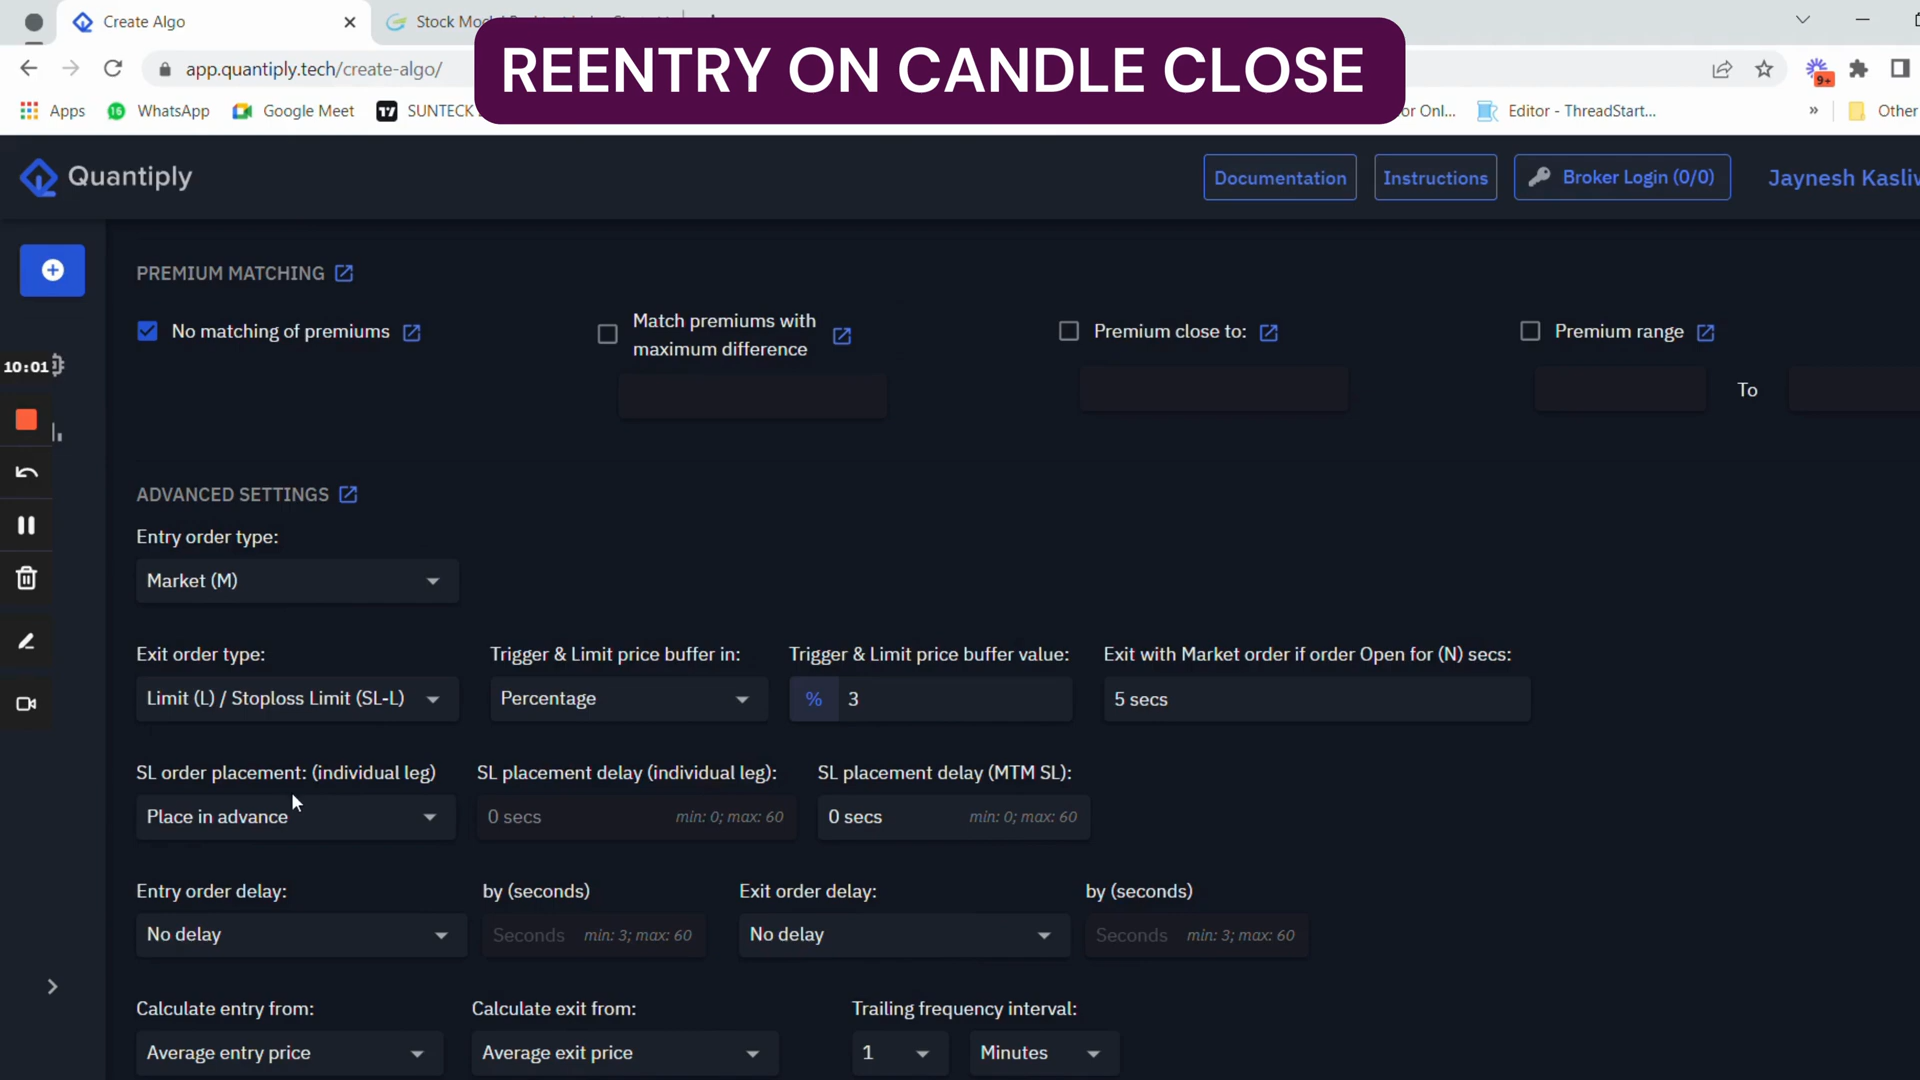 Create Algo
REENTRY ON CANDLE CLOSE
app.quantiply.tech/create-algo/
9+
Apps
16
WhatsApp
Google Meet
SUNTECK
or Onl...
Editor - ThreadStart...
»
Other
Quantiply
Documentation
Instructions
Broker Login (0/0)
Jaynesh Kasliv
PREMIUM MATCHING
No matching of premiums
Match premiums with
maximum difference
Premium close to:
Premium range
To
10:01
ADVANCED SETTINGS
Entry order type:
Market (M)
Exit order type:
Trigger & Limit price buffer in:
Trigger & Limit price buffer value:
Exit with Market order if order Open for (N) secs:
Limit (L) / Stoploss Limit (SL-L)
Percentage
% 3
5 secs
SL order placement: (individual leg)
SL placement delay (individual leg):
SL placement delay (MTM SL):
Place in advance
0 secs min: 0; max: 60
0 secs min: 0; max: 60
Entry order delay:
by (seconds)
Exit order delay:
by (seconds)
No delay
Seconds min: 3; max: 60
No delay
Seconds min: 3; max: 60
Calculate entry from:
Calculate exit from:
Trailing frequency interval:
Average entry price
Average exit price
1
Minutes